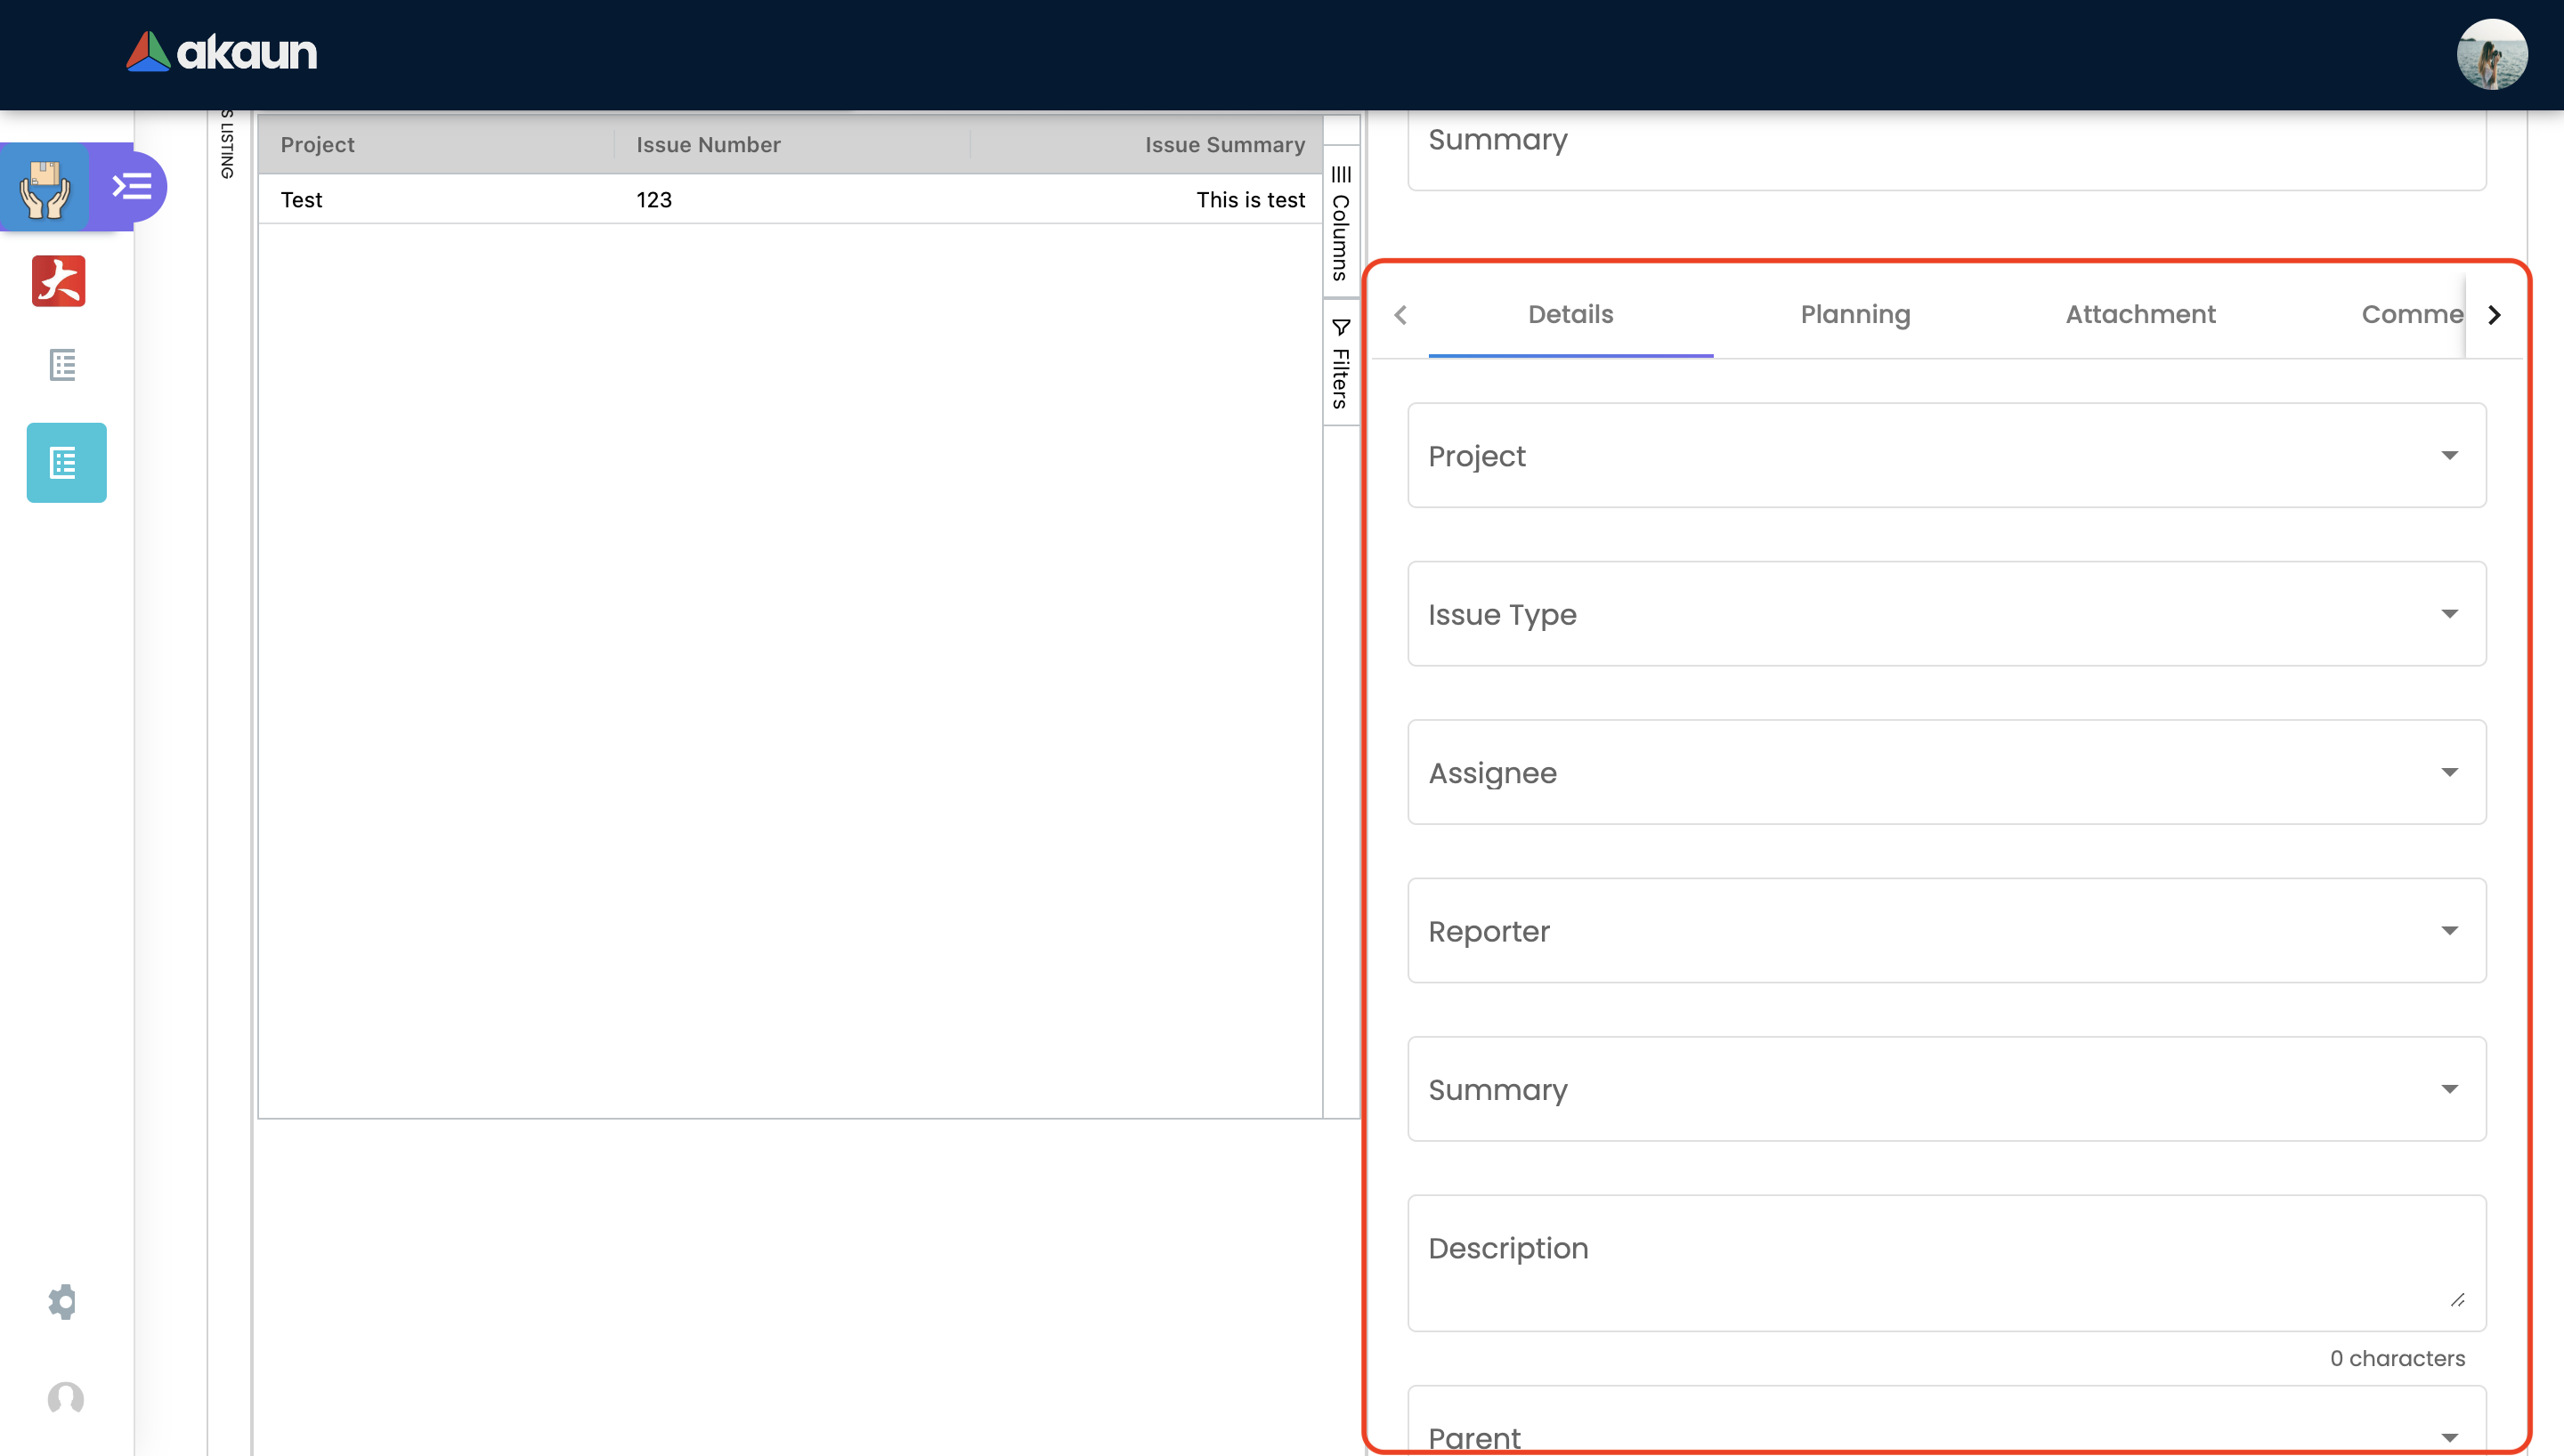 akaun
S LISTING
Project Issue Number Issue Summary
Test 123 This is test
Columns
Filters
Summary
Details Planning Attachment Comme
Project
Issue Type
Assignee
Reporter
Summary
Description
0 characters
Parent